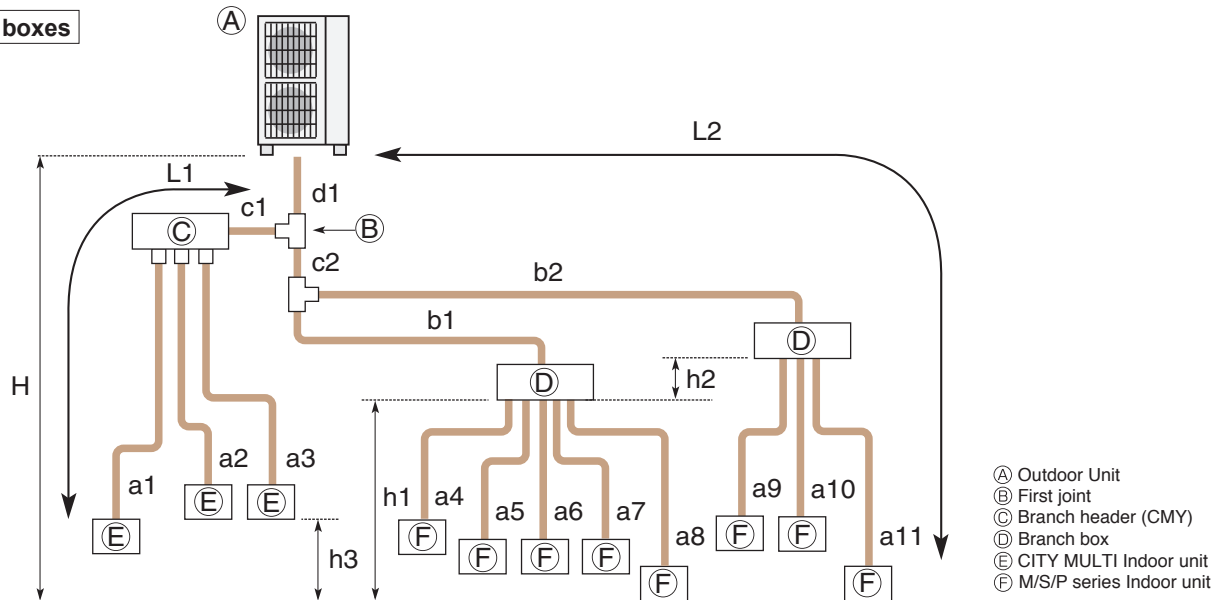 boxes
Ⓐ
L2
L1
d1
c1
Ⓒ
Ⓑ
c2
b2
b1
Ⓓ
Ⓓ
h2
H
a1
a2
a3
Ⓔ
Ⓔ
Ⓔ
h3
h1
a4
a5
a6
a7
a8
a9
a10
a11
Ⓕ
Ⓕ
Ⓕ
Ⓕ
Ⓕ
Ⓕ
Ⓕ
Ⓕ
Ⓐ Outdoor Unit
Ⓑ First joint
Ⓒ Branch header (CMY)
Ⓓ Branch box
Ⓔ CITY MULTI Indoor unit
Ⓕ M/S/P series Indoor unit